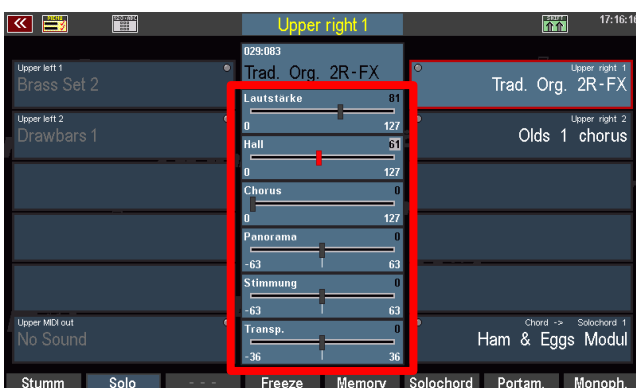 MENU
Upper right 1
SHIFT
17:16:16
029:083
Trad. Org. 2R-FX
Upper left 1
Brass Set 2
Upper right 1
Trad. Org. 2R-FX
Lautstärke 81
0 127
Upper left 2
Drawbars 1
Upper right 2
Olds 1 chorus
Hall 61
0 127
Chorus 0
0 127
Panorama 0
-63 63
Stimmung 0
-63 63
Upper MIDI out
No Sound
Transp. 0
-36 36
Chord -> Solochord 1
Ham & Eggs Modul
Stumm Solo --- Freeze Memory Solochord Portam. Monoph.